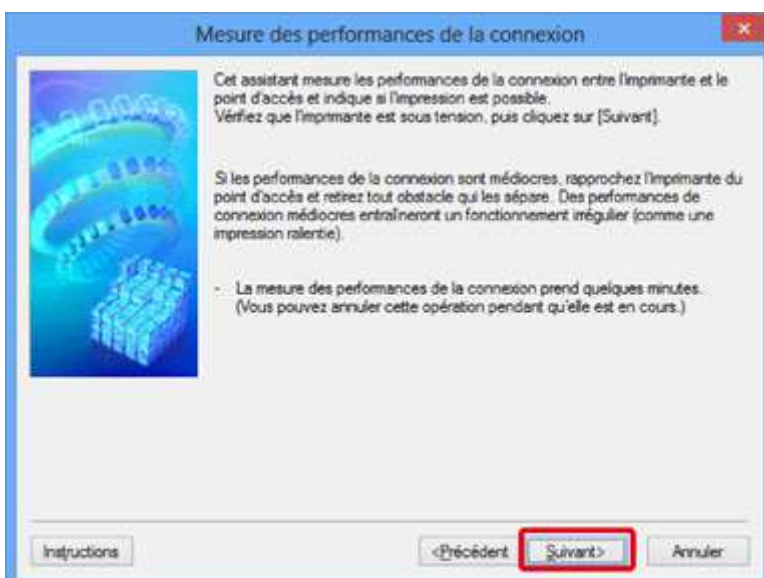 Mesure des performances de la connexion
Cet assistant mesure les performances de la connexion entre l'imprimante et le
point d'accès et indique si l'impression est possible.
Vérifiez que l'imprimante est sous tension, puis cliquez sur [Suivant].
Si les performances de la connexion sont médiocres, rapprochez l'imprimante du
point d'accès et retirez tout obstacle qui les sépare. Des performances de
connexion médiocres entraîneront un fonctionnement irrégulier (comme une
impression ralentie).
- La mesure des performances de la connexion prend quelques minutes.
(Vous pouvez annuler cette opération pendant qu'elle est en cours.)
Instructions <Précédent Suivant> Annuler